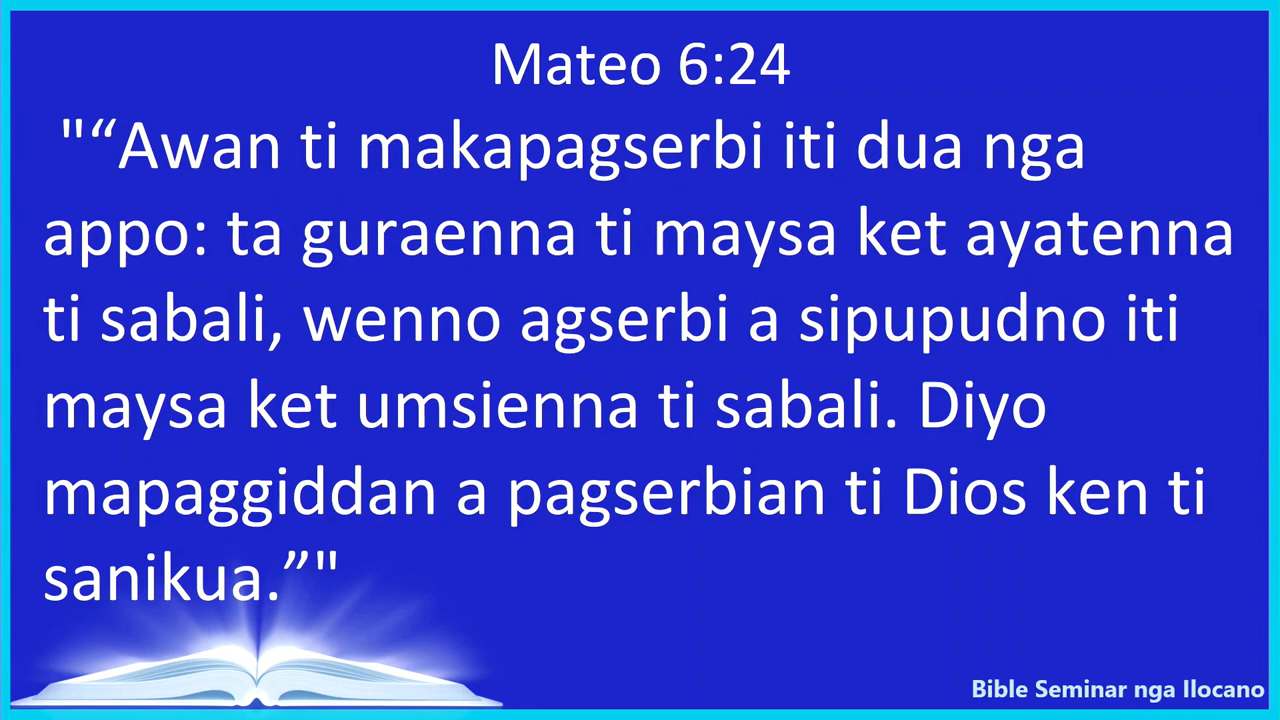 Mateo 6:24
"“Awan ti makapagserbi iti dua nga
appo: ta guraenna ti maysa ket ayatenna
ti sabali, wenno agserbi a sipupudno iti
maysa ket umsienna ti sabali. Diyo
mapaggiddan a pagserbian ti Dios ken ti
sanikua.”"
Bible Seminar nga Ilocano